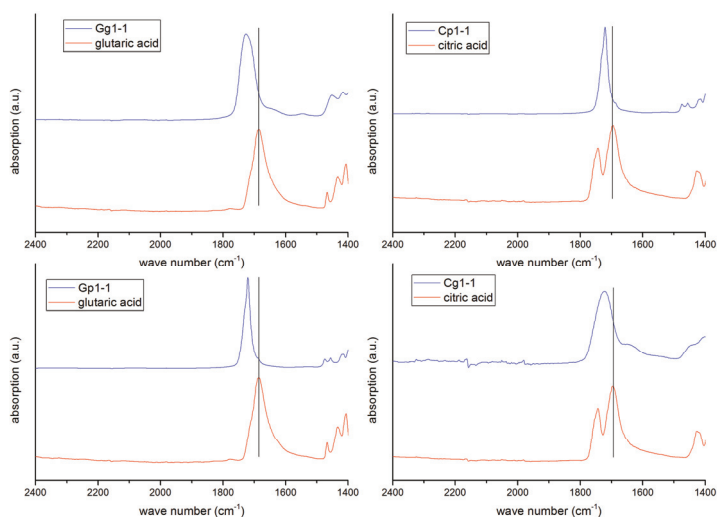 Gg1-1
glutaric acid
absorption (a.u.)
2400 2200 2000 1800 1600 1400
wave number (cm⁻¹)
Cp1-1
citric acid
absorption (a.u.)
2400 2200 2000 1800 1600 1400
wave number (cm⁻¹)
Gp1-1
glutaric acid
absorption (a.u.)
2400 2200 2000 1800 1600 1400
wave number (cm⁻¹)
Cg1-1
citric acid
absorption (a.u.)
2400 2200 2000 1800 1600 1400
wave number (cm⁻¹)